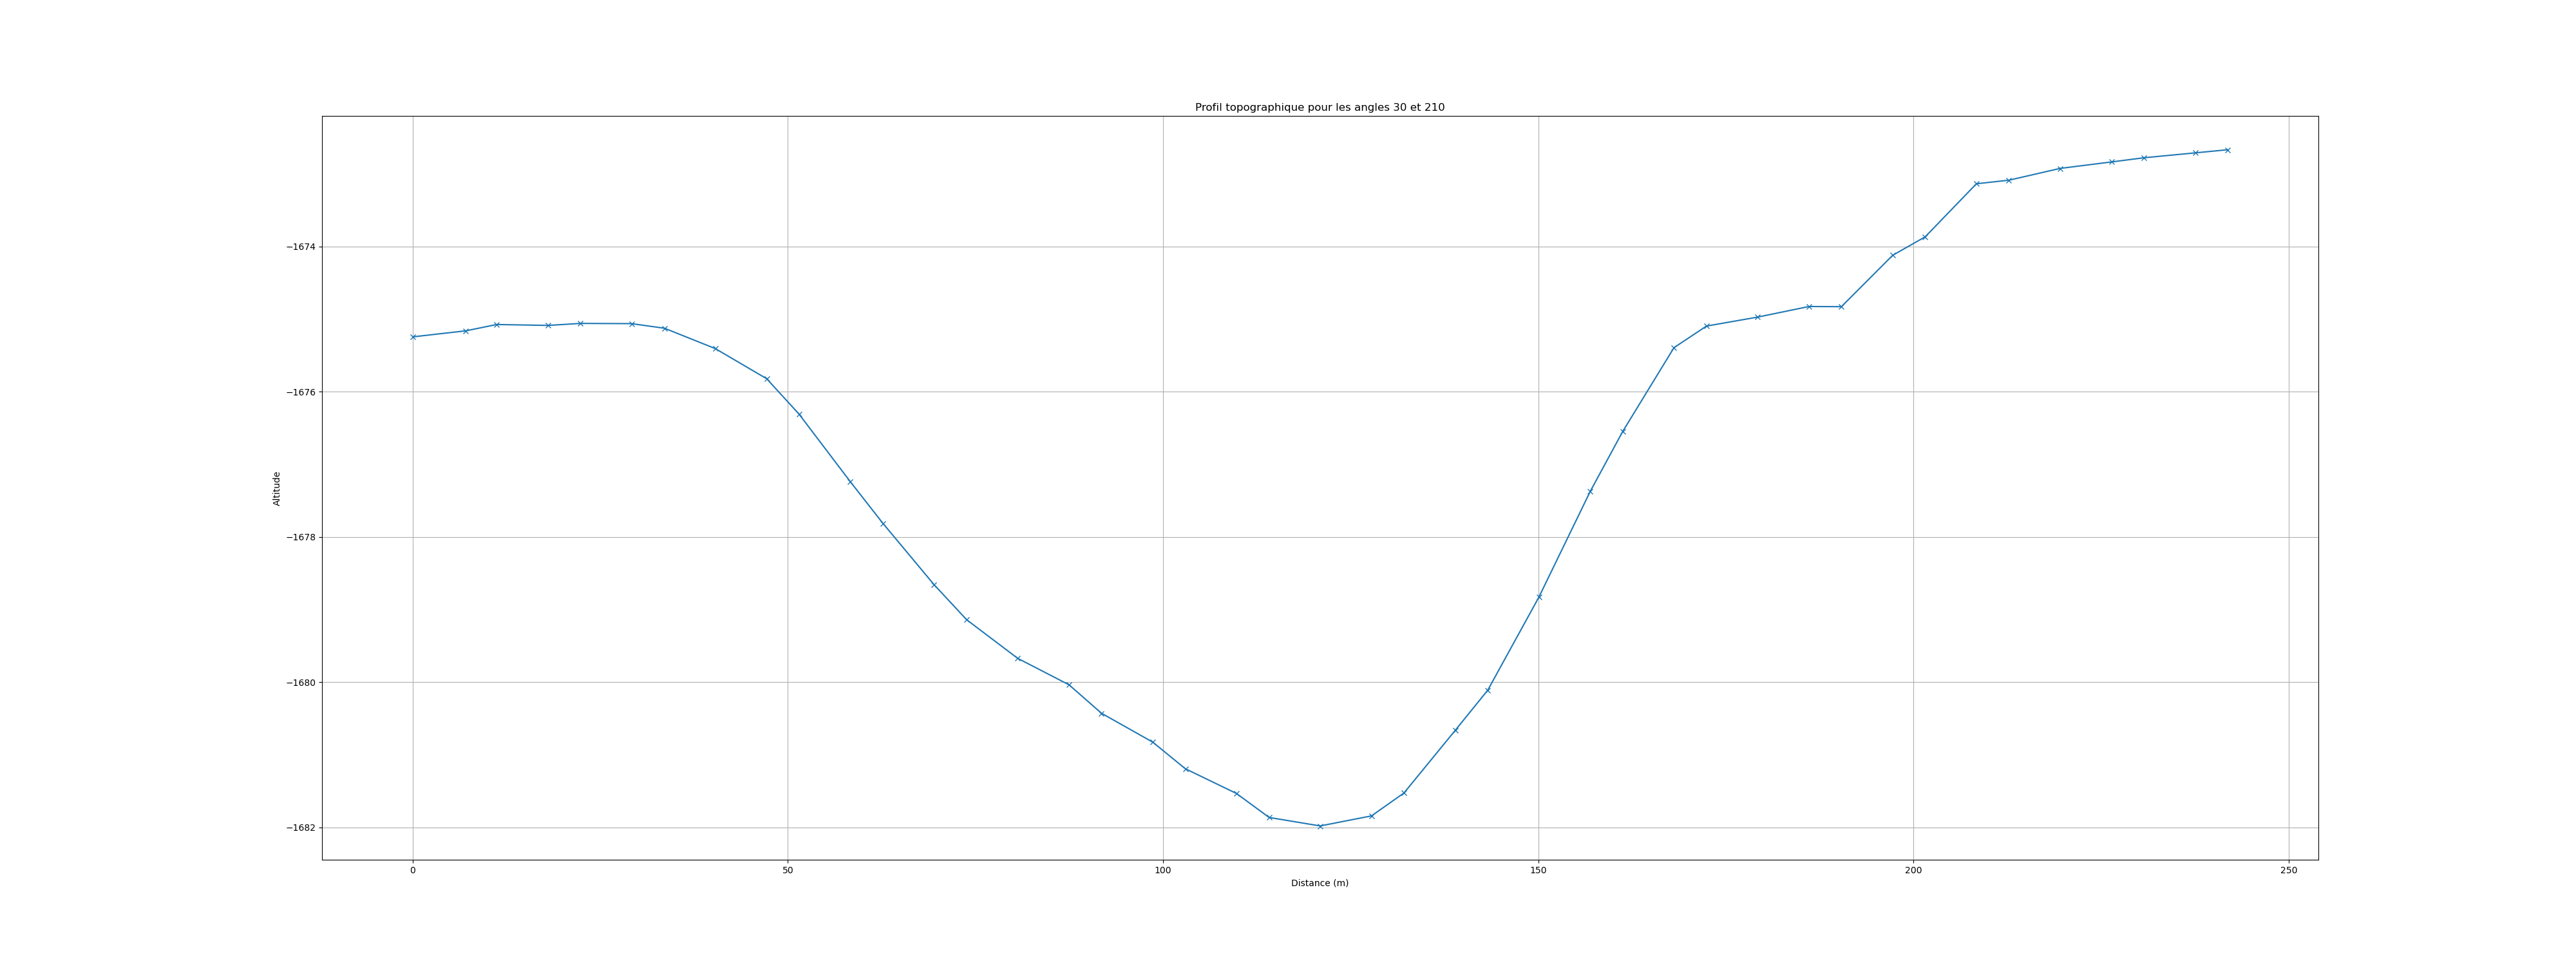 Profil topographique pour les angles 30 et 210
−1674
−1676
−1678
−1680
−1682
Altitude
0 50 100 150 200 250
Distance (m)